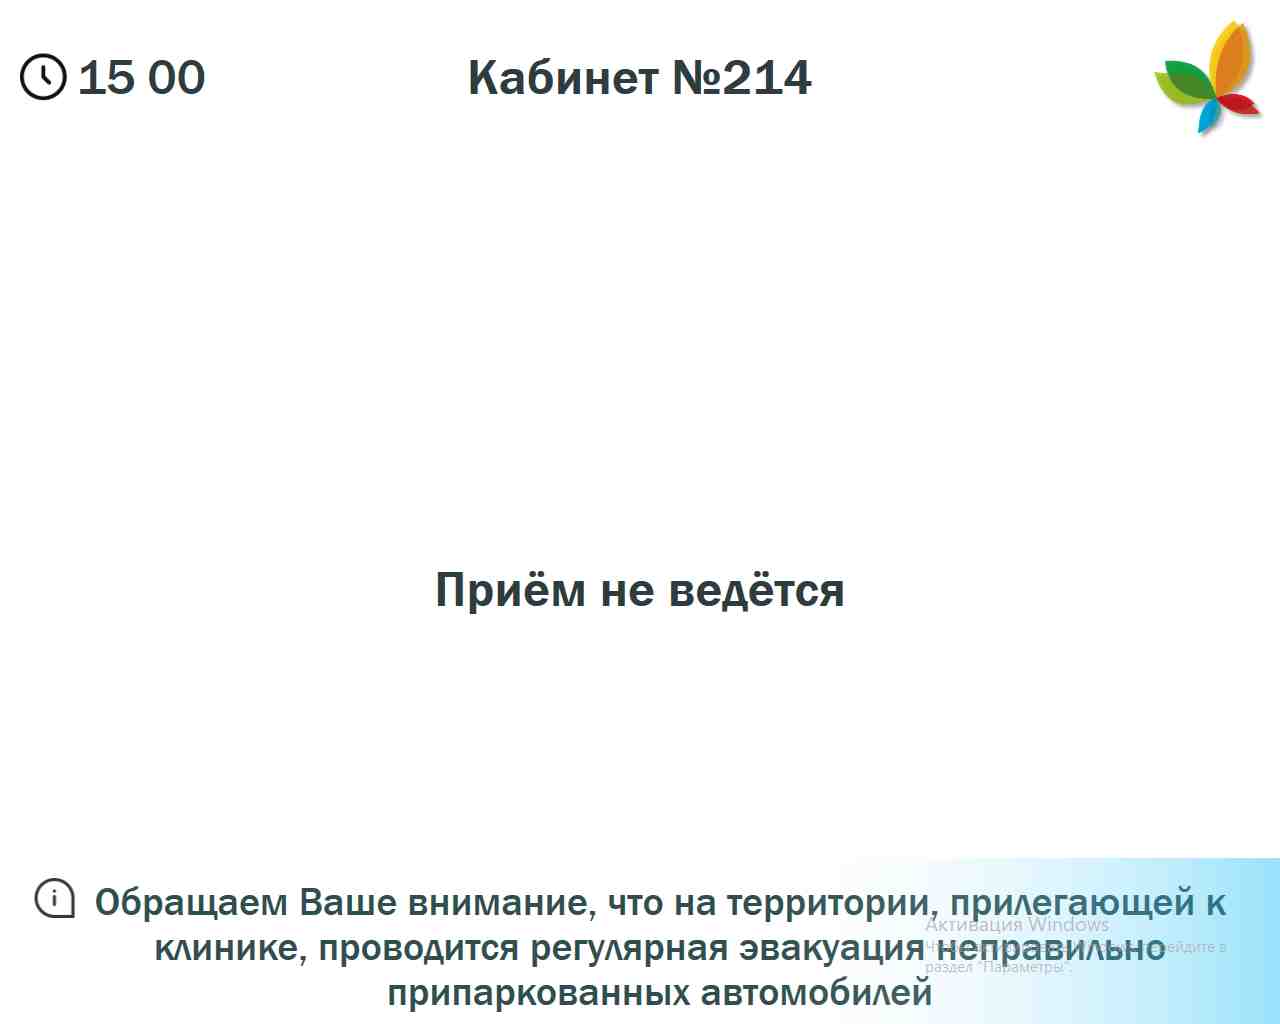 15 00
Кабинет №214
Приём не ведётся
Обращаем Ваше внимание, что на территории, прилегающей к
клинике, проводится регулярная эвакуация неправильно
припаркованных автомобилей
Активация Windows
Чтобы активировать Windows, перейдите в
раздел "Параметры".